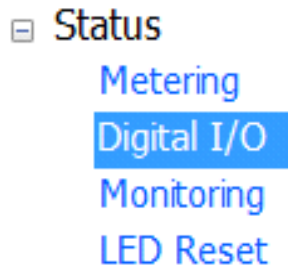 Status
Metering
Digital I/O
Monitoring
LED Reset